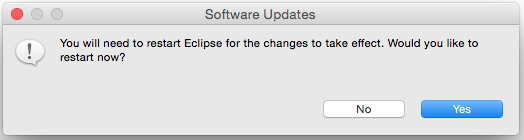 Software Updates
You will need to restart Eclipse for the changes to take effect. Would you like to
restart now?
No
Yes